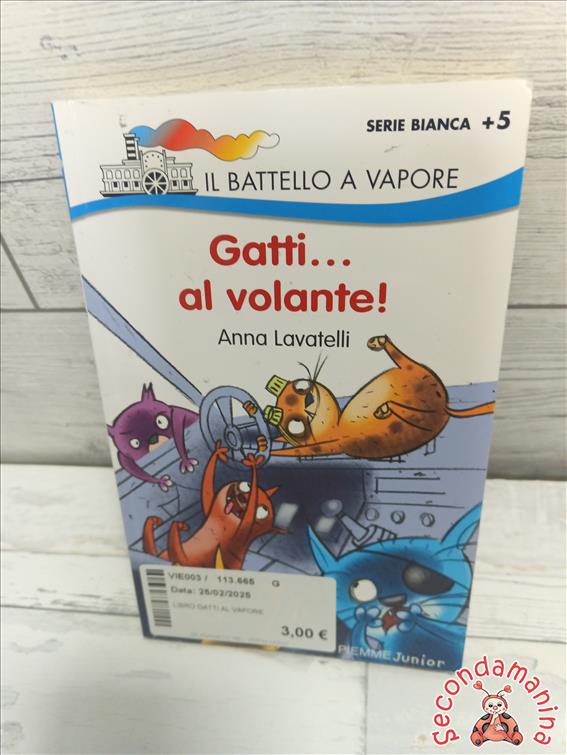 SERIE BIANCA +5
IL BATTELLO A VAPORE
Gatti...
al volante!
Anna Lavatelli
VIE003 / 113.665 G
Data: 25/02/2025
LIBRO GATTI AL VAPORE
3,00 €
PIEMME Junior
Secondamanina